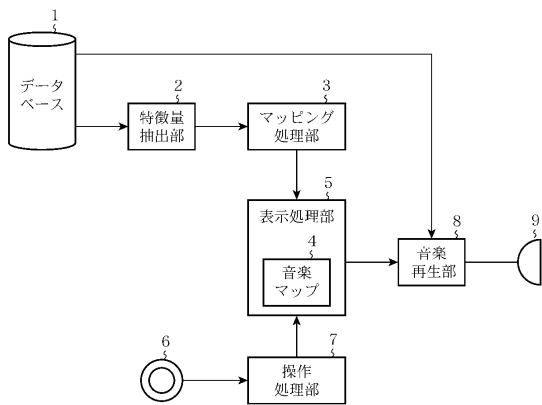 1
データ
ベース
2
特徴量
抽出部
3
マッピング
処理部
5
表示処理部
4
音楽
マップ
8
音楽
再生部
9
6
7
操作
処理部